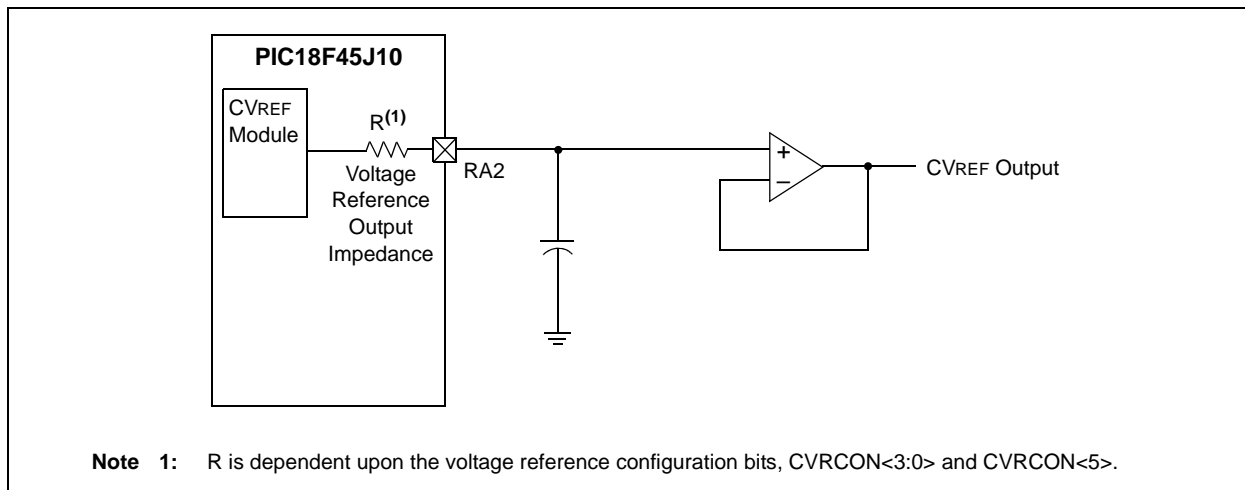 PIC18F45J10
CVREF
Module
R(1)
Voltage
Reference
Output
Impedance
RA2
+
–
CVREF Output
Note 1: R is dependent upon the voltage reference configuration bits, CVRCON<3:0> and CVRCON<5>.